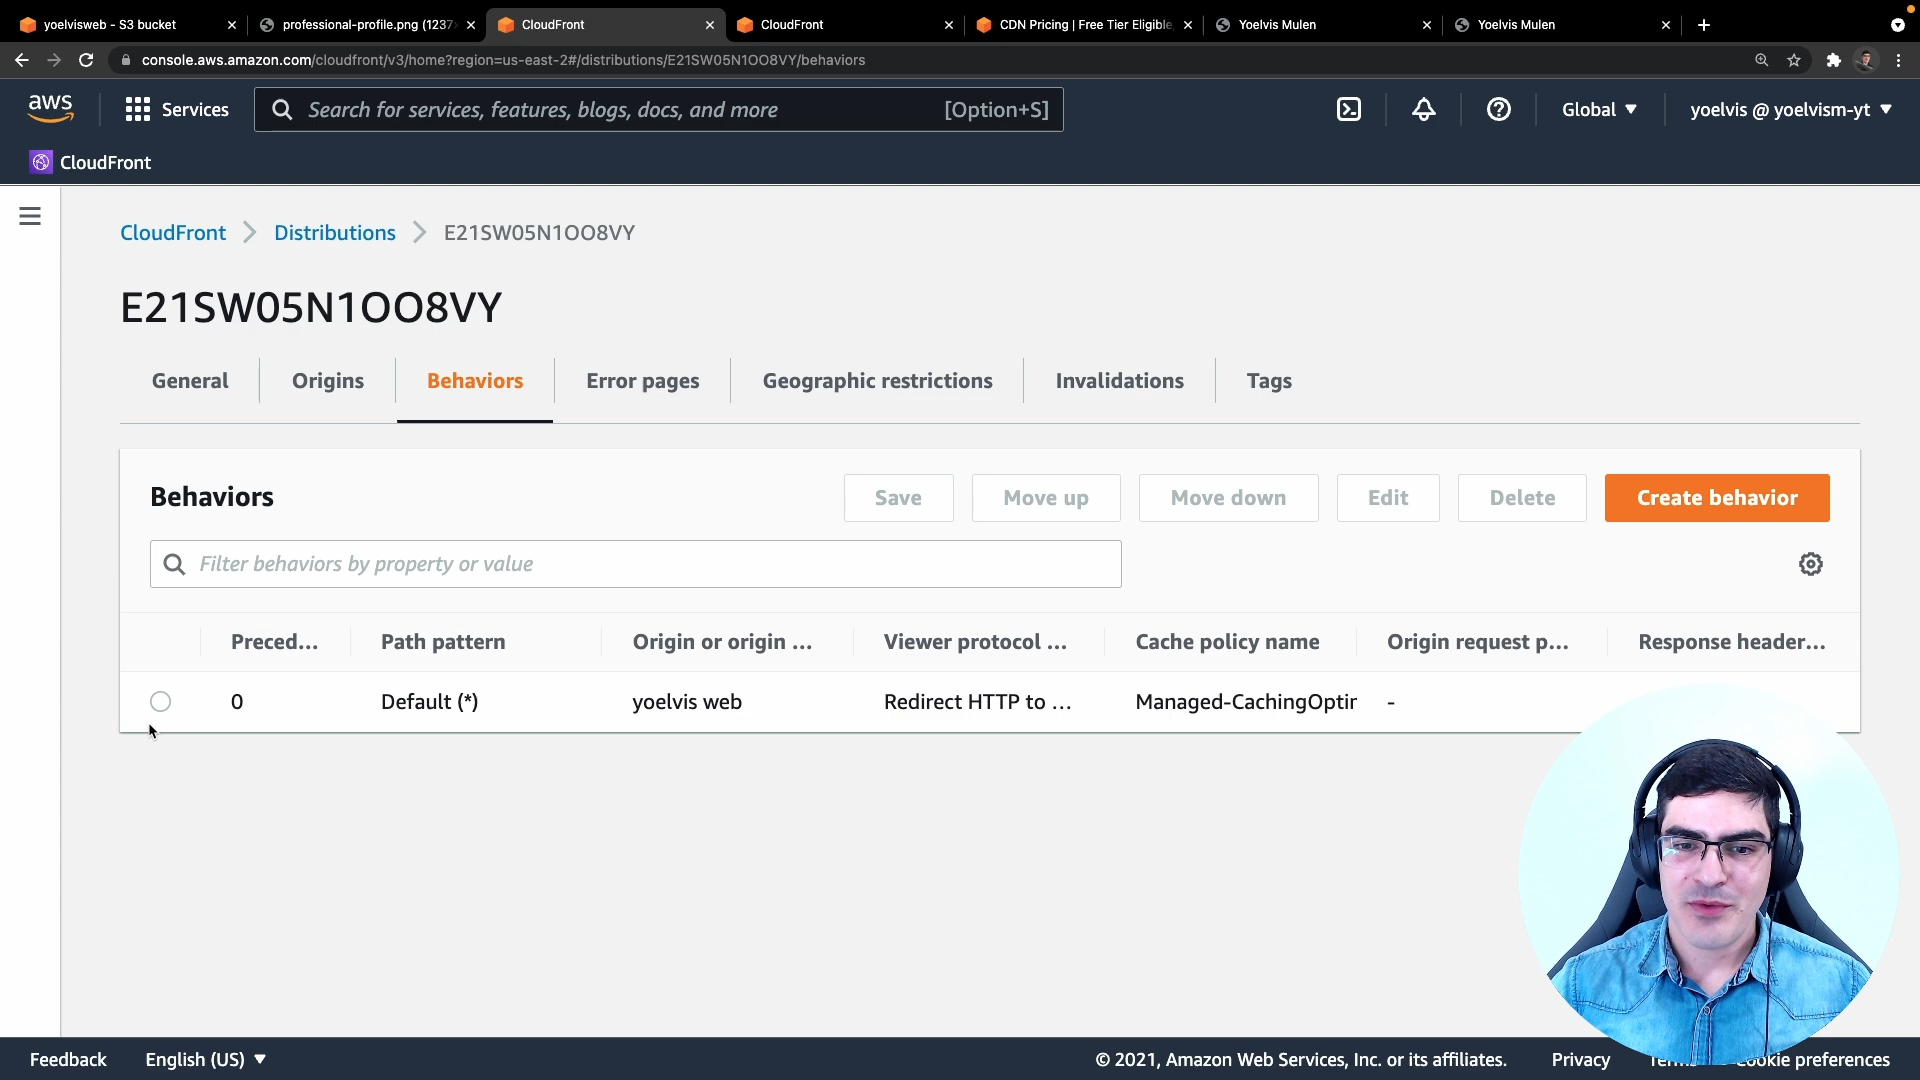 yoelvisweb - S3 bucket
professional-profile.png (1237×
CloudFront
CloudFront
CDN Pricing | Free Tier Eligible,
Yoelvis Mulen
Yoelvis Mulen
console.aws.amazon.com/cloudfront/v3/home?region=us-east-2#/distributions/E21SW05N1OO8VY/behaviors
aws
Services
Search for services, features, blogs, docs, and more
[Option+S]
Global
yoelvis @ yoelvism-yt
CloudFront
CloudFront
Distributions
E21SW05N1OO8VY
E21SW05N1OO8VY
General
Origins
Behaviors
Error pages
Geographic restrictions
Invalidations
Tags
Behaviors
Save
Move up
Move down
Edit
Delete
Create behavior
Filter behaviors by property or value
Preced...
Path pattern
Origin or origin ...
Viewer protocol ...
Cache policy name
Origin request p...
Response header...
0
Default (*)
yoelvis web
Redirect HTTP to ...
Managed-CachingOptir
-
Feedback
English (US)
© 2021, Amazon Web Services, Inc. or its affiliates.
Privacy
Cookie preferences